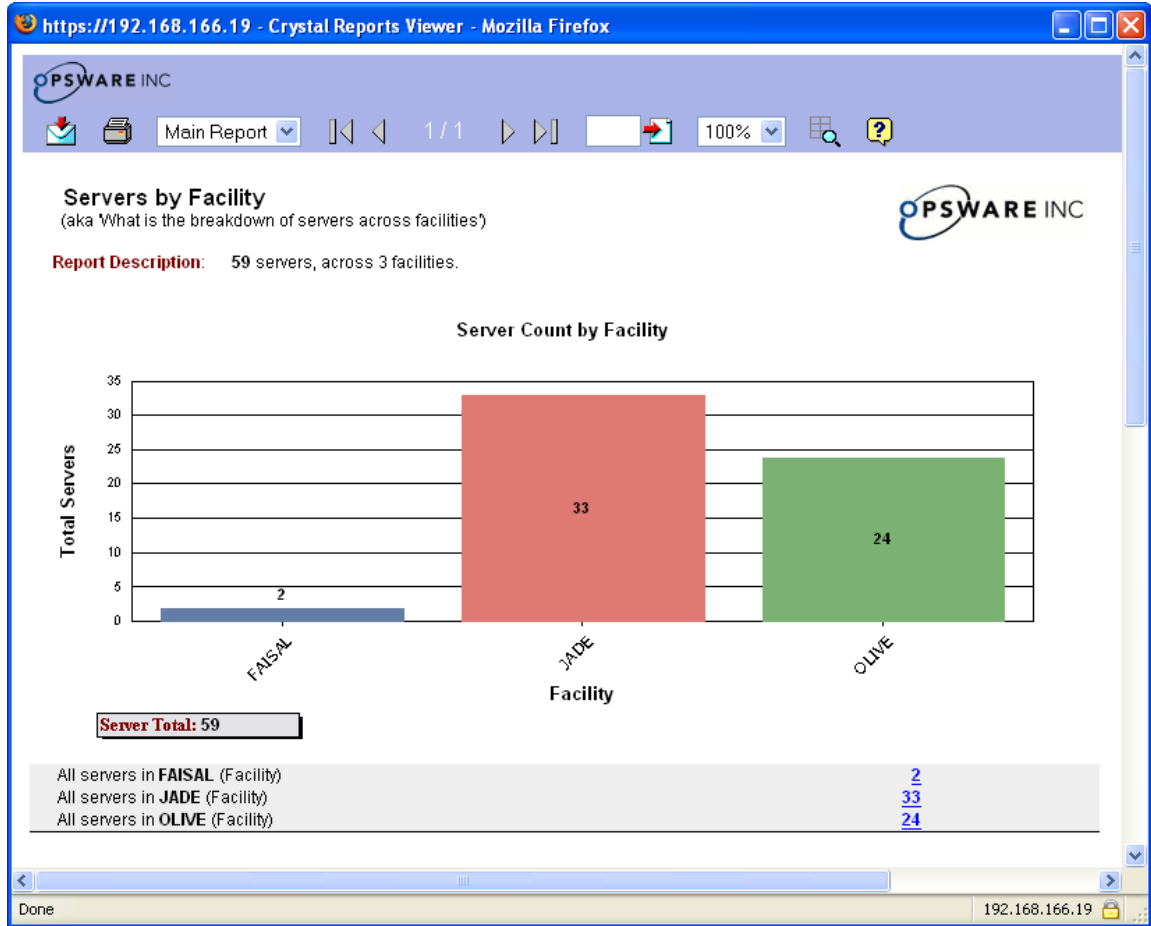 https://192.168.166.19 - Crystal Reports Viewer - Mozilla Firefox
OPSWARE INC
Main Report 1 / 1 100% ?
Servers by Facility
(aka 'What is the breakdown of servers across facilities')
OPSWARE INC
Report Description: 59 servers, across 3 facilities.
Server Count by Facility
Total Servers
35
30
25
20
15
10
5
0
2
33
24
FAISAL
JADE
OLIVE
Facility
Server Total: 59
All servers in FAISAL (Facility) 2
All servers in JADE (Facility) 33
All servers in OLIVE (Facility) 24
Done 192.168.166.19